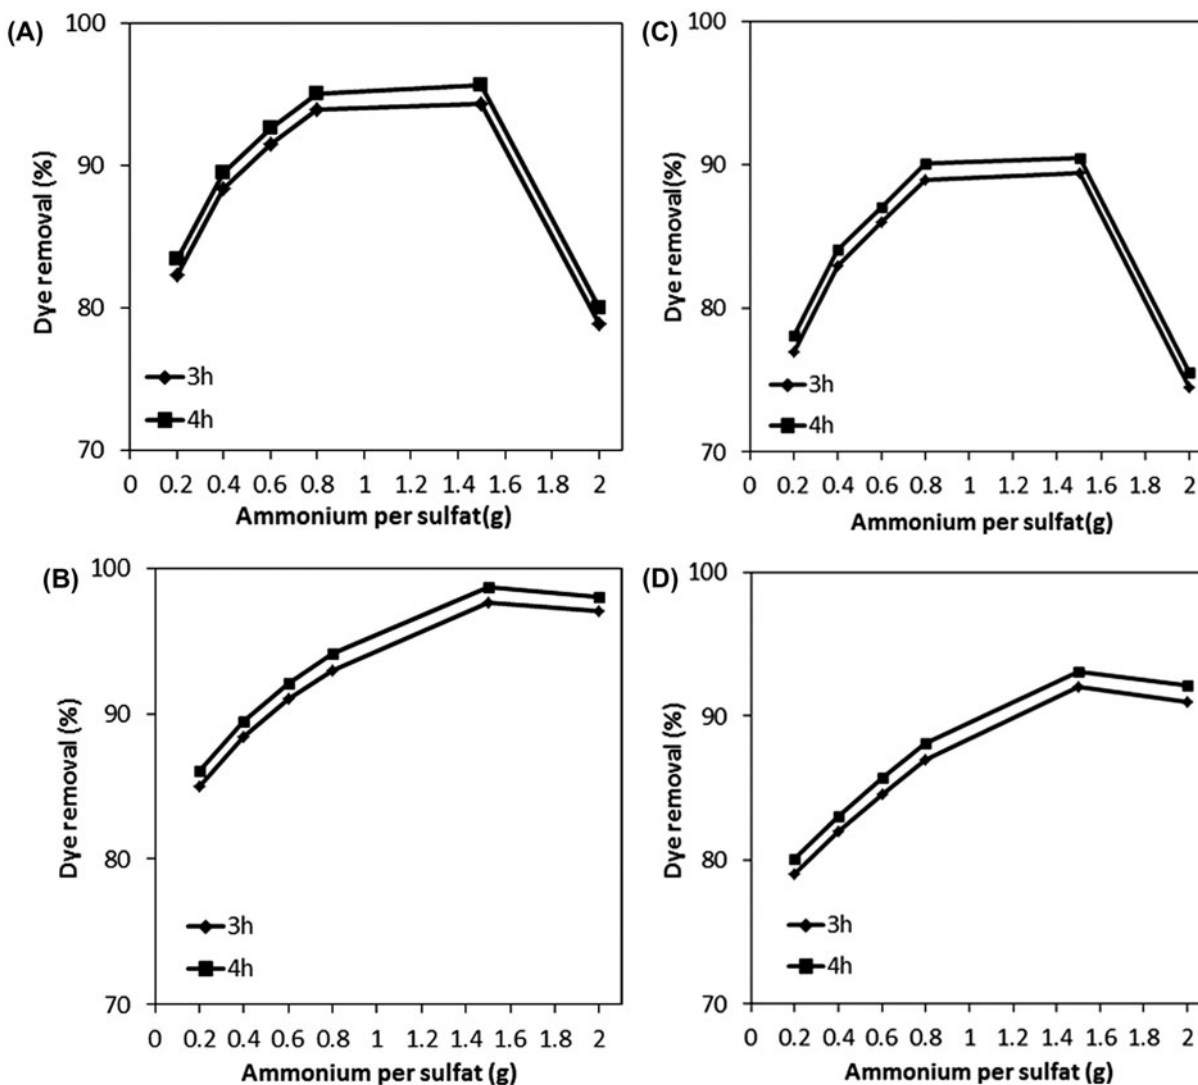 (A)
100
90
80
70
Dye removal (%)
3h
4h
0 0.2 0.4 0.6 0.8 1 1.2 1.4 1.6 1.8 2
Ammonium per sulfat(g)
(C)
100
90
80
70
Dye removal(%)
3h
4h
0 0.2 0.4 0.6 0.8 1 1.2 1.4 1.6 1.8 2
Ammonium per sulfat(g)
(B)
100
90
80
70
Dye removal (%)
3h
4h
0 0.2 0.4 0.6 0.8 1 1.2 1.4 1.6 1.8 2
Ammonium per sulfat (g)
(D)
100
90
80
70
Dye removal (%)
3h
4h
0 0.2 0.4 0.6 0.8 1 1.2 1.4 1.6 1.8 2
Ammonium per sulfat (g)